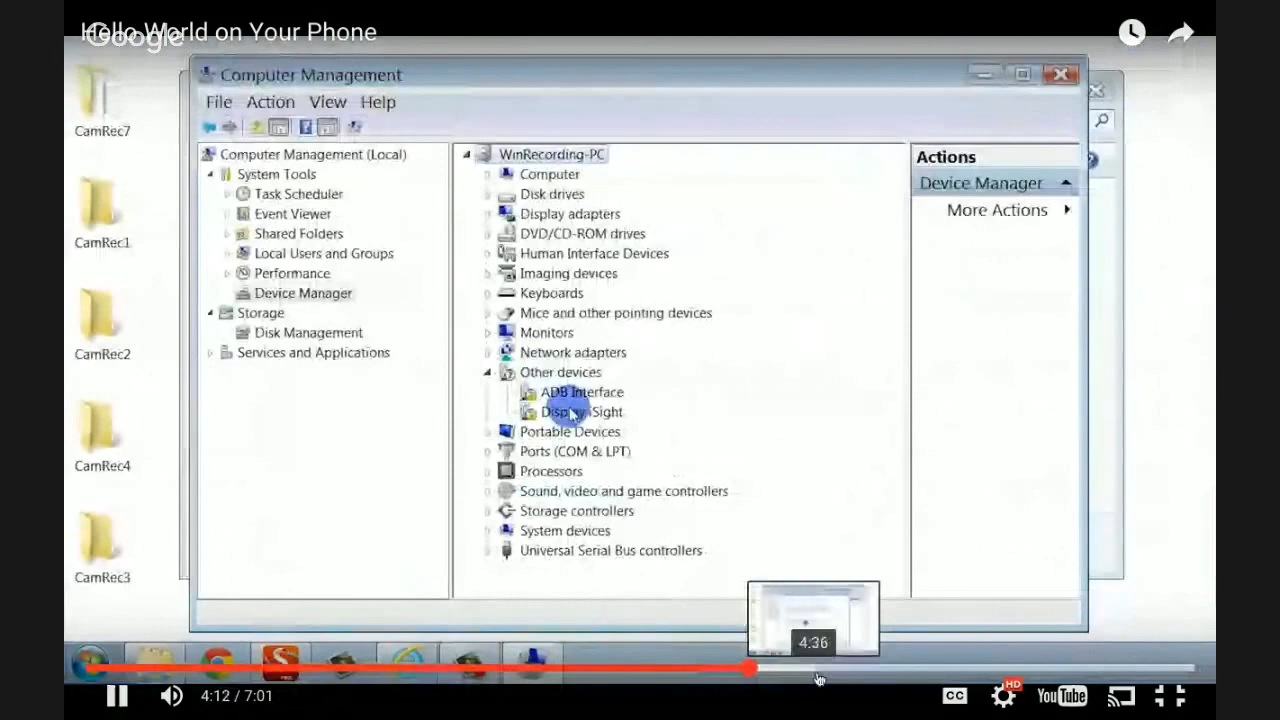 Hello World on Your Phone
Google
Computer Management
File Action View Help
CamRec7
CamRec1
CamRec2
CamRec4
CamRec3
Computer Management (Local)
System Tools
Task Scheduler
Event Viewer
Shared Folders
Local Users and Groups
Performance
Device Manager
Storage
Disk Management
Services and Applications
WinRecording-PC
Computer
Disk drives
Display adapters
DVD/CD-ROM drives
Human Interface Devices
Imaging devices
Keyboards
Mice and other pointing devices
Monitors
Network adapters
Other devices
ADB Interface
Display iSight
Portable Devices
Ports (COM & LPT)
Processors
Sound, video and game controllers
Storage controllers
System devices
Universal Serial Bus controllers
Actions
Device Manager
More Actions
4:36
4:12 / 7:01
CC
HD
YouTube